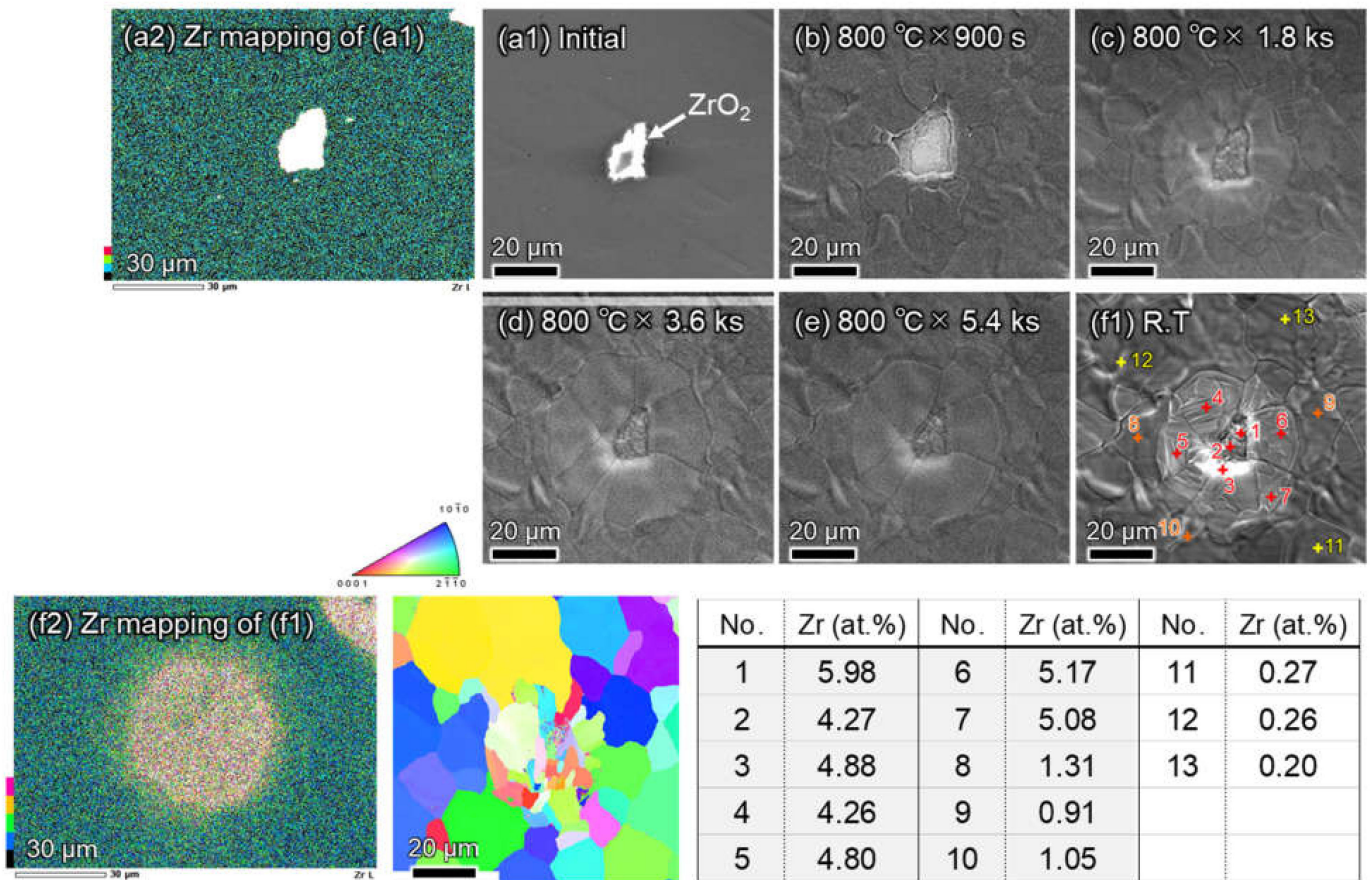 (a2) Zr mapping of (a1)
30 μm
30 μm
Zr L
(a1) Initial
ZrO₂
20 μm
(b) 800 ℃ × 900 s
20 μm
(c) 800 ℃ × 1.8 ks
20 μm
(d) 800 ℃ × 3.6 ks
20 μm
(e) 800 ℃ × 5.4 ks
20 μm
(f1) R.T
13
12
4
9
8
6
1
5
2
3
7
10
11
20 μm
101̅0
0001
21̅1̅0
(f2) Zr mapping of (f1)
30 μm
30 μm
Zr L
20 μm
No. Zr (at.%) No. Zr (at.%) No. Zr (at.%)
1 5.98 6 5.17 11 0.27
2 4.27 7 5.08 12 0.26
3 4.88 8 1.31 13 0.20
4 4.26 9 0.91
5 4.80 10 1.05